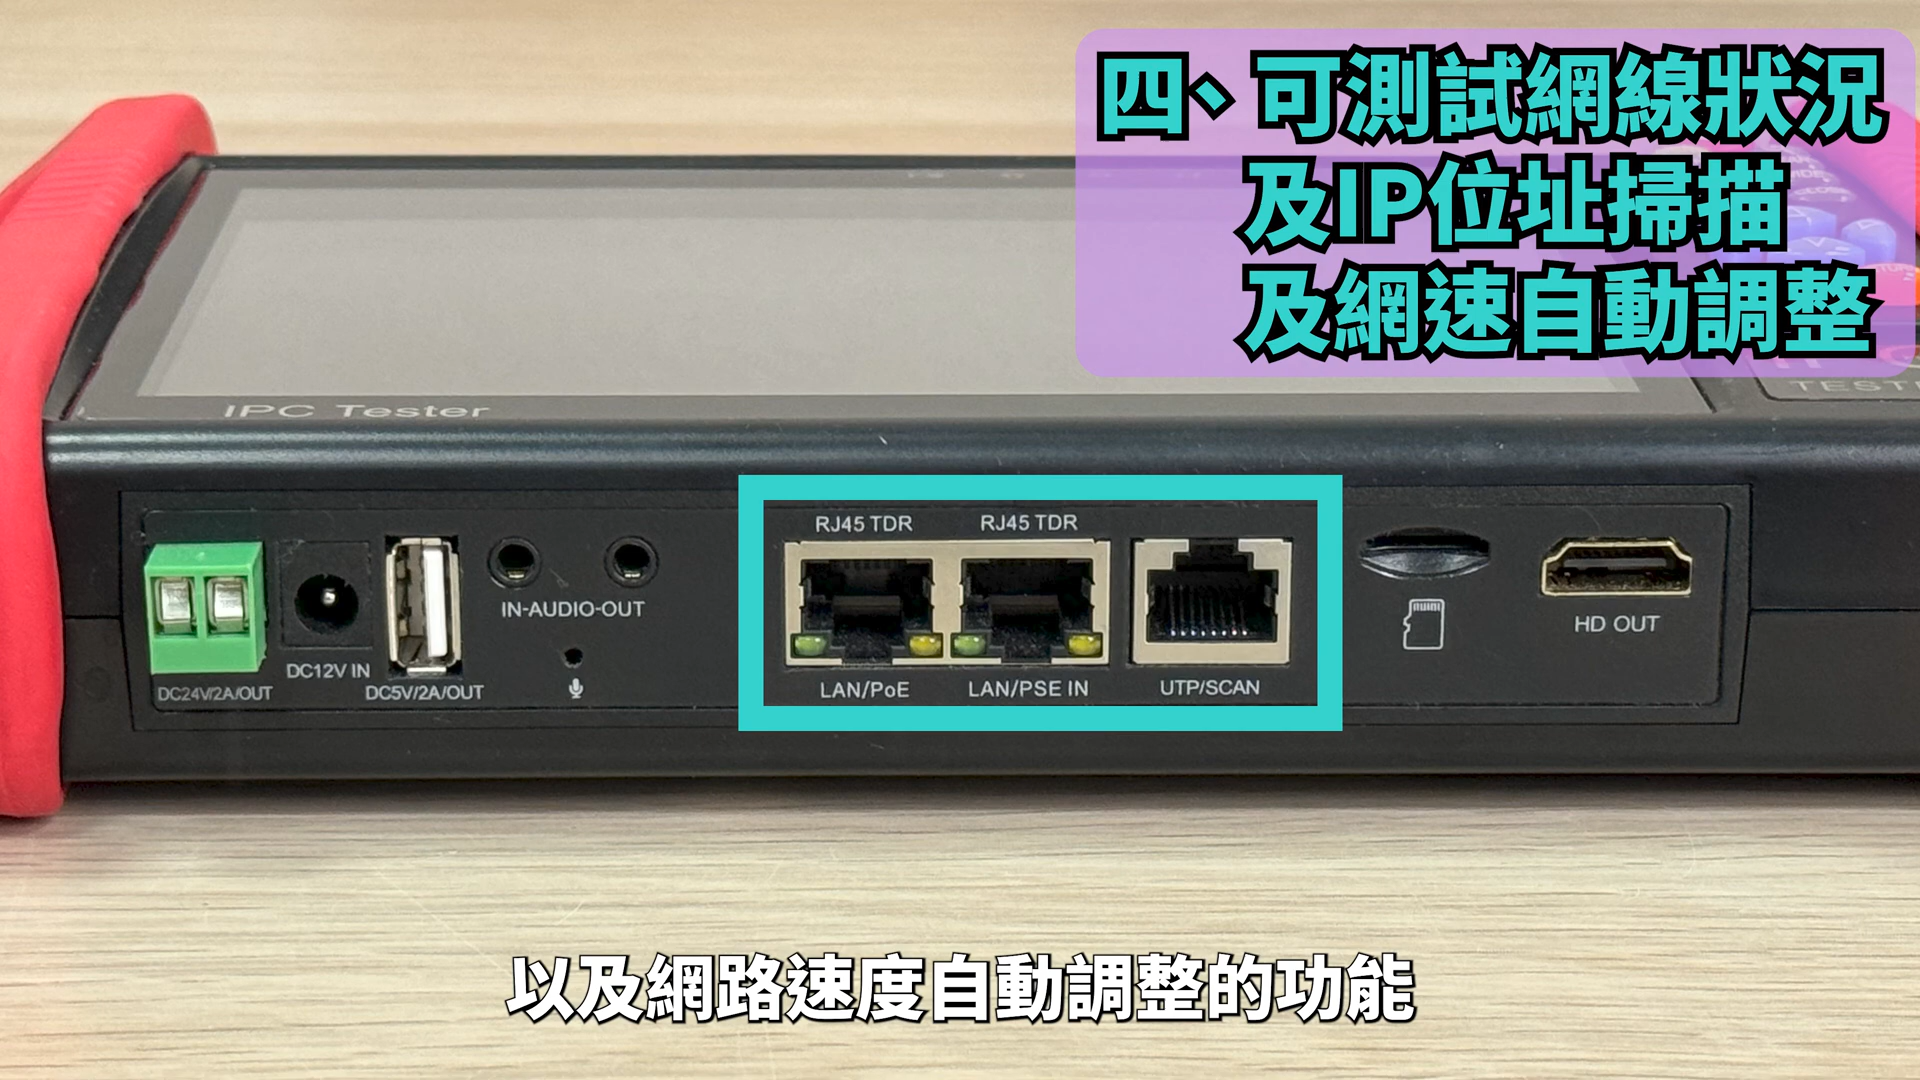 四、可測試網線狀況
及IP位址掃描
及網速自動調整
IPC Tester
RJ45 TDR
RJ45 TDR
IN-AUDIO-OUT
HD OUT
DC12V IN
DC24V/2A/OUT
DC5V/2A/OUT
LAN/PoE
LAN/PSE IN
UTP/SCAN
以及網路速度自動調整的功能